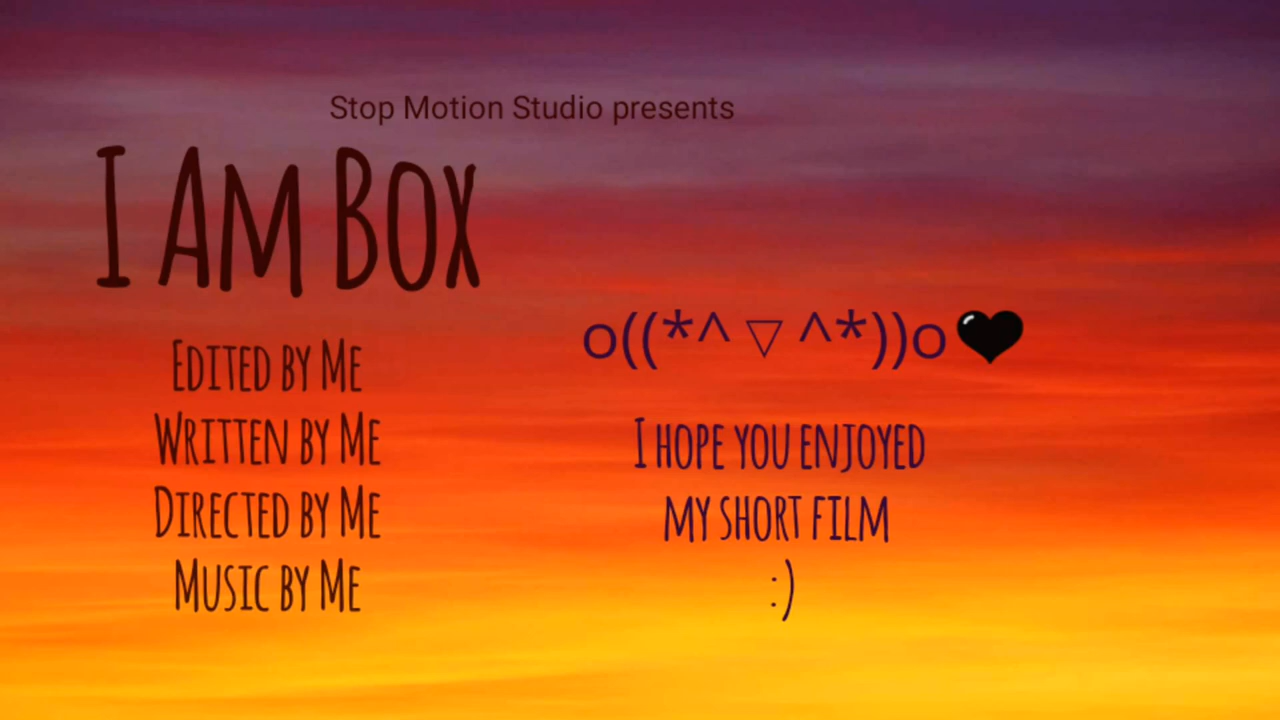 Stop Motion Studio presents
I Am Box
Edited by Me
Written by Me
Directed by Me
Music by Me
o((*^▽^*))o🖤
I hope you enjoyed
my short film
:)